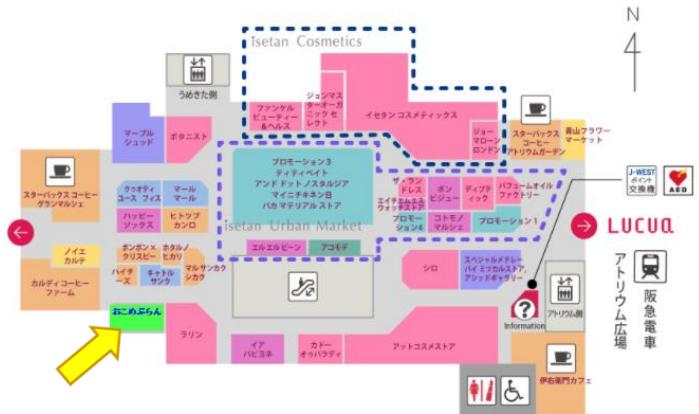 isetan Cosmetics
N
うめきた側
ファンケル
ビューティー
&ヘルス
ジョンマス
ターオーガ
ニックセ
レクト
イセタン コスメティックス
ジョー
マローン
ロンドン
スターバックス
コーヒー
アトリウムガーデン
青山フラワー
マーケット
マーブル
シュッド
ボタニスト
プロモーション3
ティティベイト
アンド ドット ノスタルジア
マイニチキネン日
パカ マテリアル ストア
J-WEST
ポイント
交換機
AED
スターバックス コーヒー
グランマルシェ
クゥオティ
ユース フィス
マール
マール
ハッピー
ソックス
ヒトツブ
カンロ
ザ・ランド
ドレス
ボン
ビジュー
ディプティ
ック
パフュームオイル
ファクトリー
プロモー
ション4
コトモノ
マルシェ
プロモーション1
isetan Urban Market
エル エル ビーン
アコモデ
LUCUA
ノイエ
カルテ
カルディコーヒー
ファーム
ボンボン×
クリスピー
ホタルノ
ヒカリ
ハイチ
ーズ
キャトル
サンク
マルサンカク
シカク
シロ
スペシャルメドレー
バイ ミツカルストア,
アシッドギャラリー
アトリウム側
?
Information
アトリウム広場
阪急電車
おこめぷらん
ラリン
イア
パピヨネ
カドー
オゥパラディ
アットコスメストア
伊右衛門カフェ